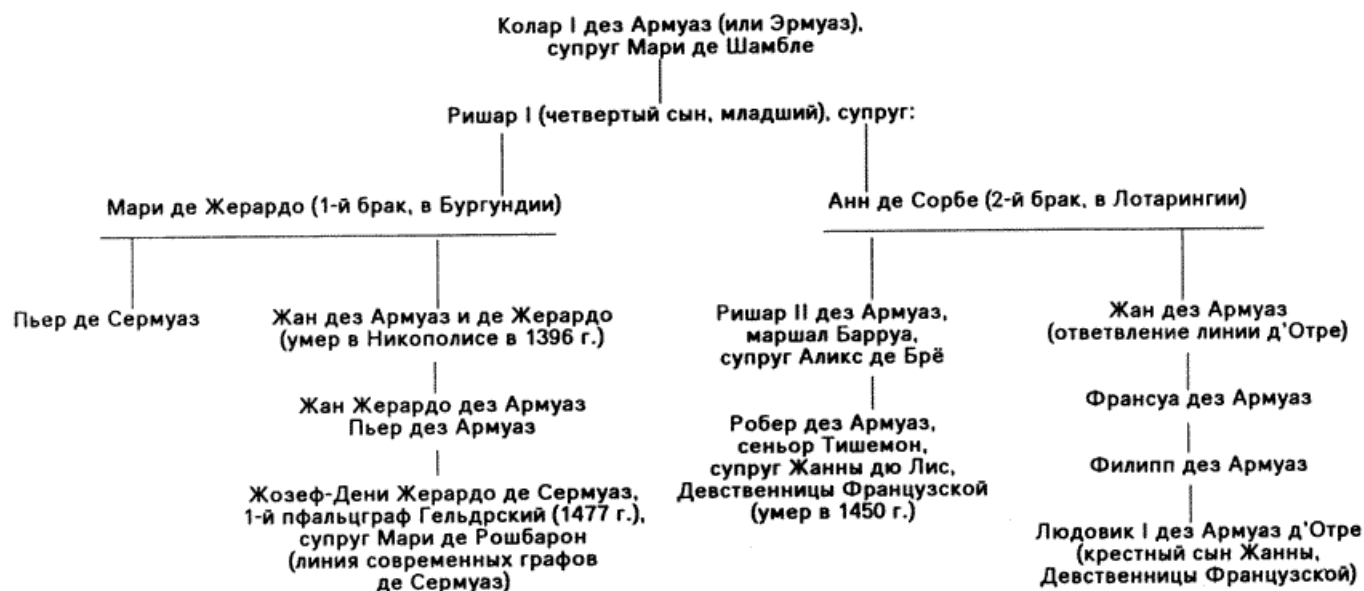 Колар I дез Армуаз (или Эрмуаз),
супруг Мари де Шамбле
Ришар I (четвертый сын, младший), супруг:
Мари де Жерардо (1-й брак, в Бургундии)
Анн де Сорбе (2-й брак, в Лотарингии)
Пьер де Сермуаз
Жан дез Армуаз и де Жерардо
(умер в Никополисе в 1396 г.)
Жан Жерардо дез Армуаз
Пьер дез Армуаз
Жозеф-Дени Жерардо де Сермуаз,
1-й пфальцграф Гельдрский (1477 г.),
супруг Мари де Рошбарон
(линия современных графов
де Сермуаз)
Ришар II дез Армуаз,
маршал Барруа,
супруг Аликс де Брё
Робер дез Армуаз,
сеньор Тишемон,
супруг Жанны дю Лис,
Девственницы Французской
(умер в 1450 г.)
Жан дез Армуаз
(ответвление линии д'Отре)
Франсуа дез Армуаз
Филипп дез Армуаз
Людовик I дез Армуаз д'Отре
(крестный сын Жанны,
Девственницы Французской)